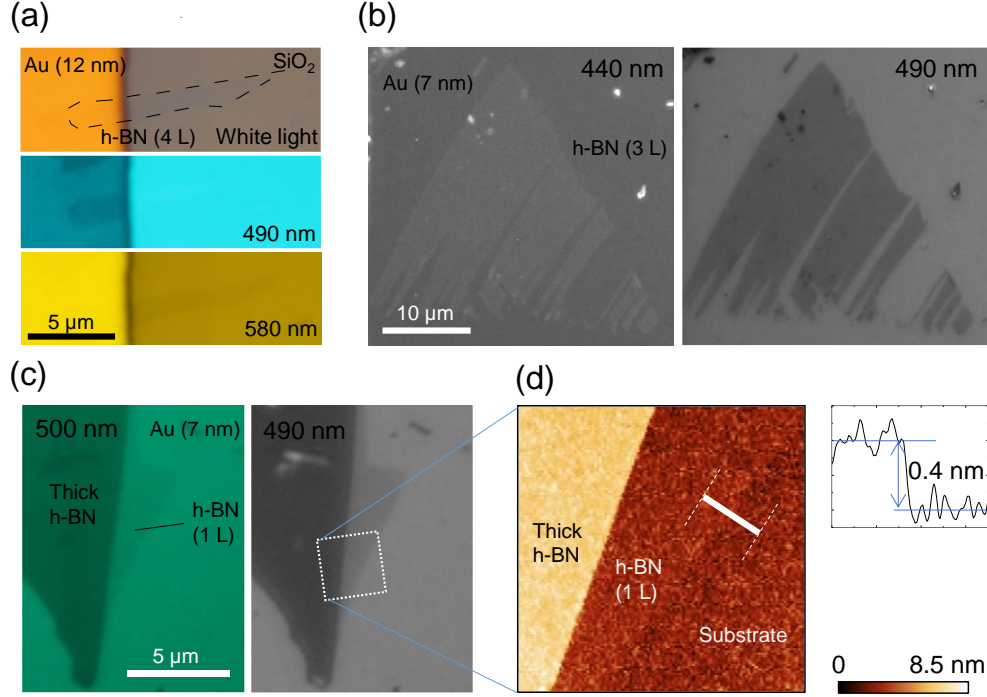 (a)
Au (12 nm)
SiO₂
h-BN (4 L)
White light
490 nm
580 nm
5 µm
(b)
Au (7 nm)
440 nm
h-BN (3 L)
10 µm
490 nm
(c)
500 nm
Au (7 nm)
Thick
h-BN
h-BN
(1 L)
5 µm
490 nm
(d)
Thick
h-BN
h-BN
(1 L)
Substrate
0.4 nm
0
8.5 nm